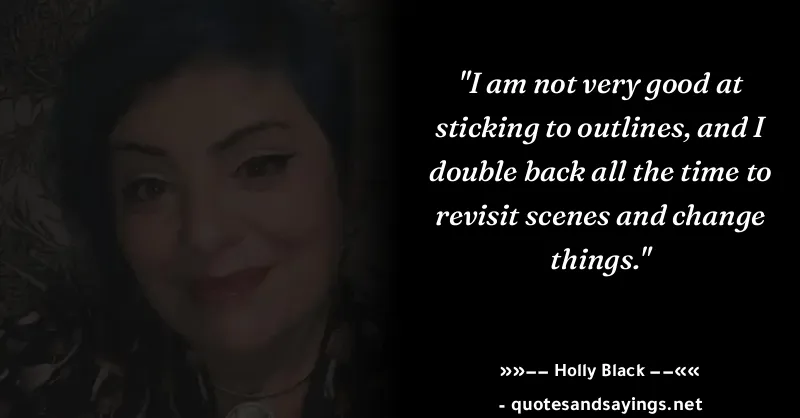 "I am not very good at
sticking to outlines, and I
double back all the time to
revisit scenes and change
things."
»»–– Holly Black ––««
- quotesandsayings.net